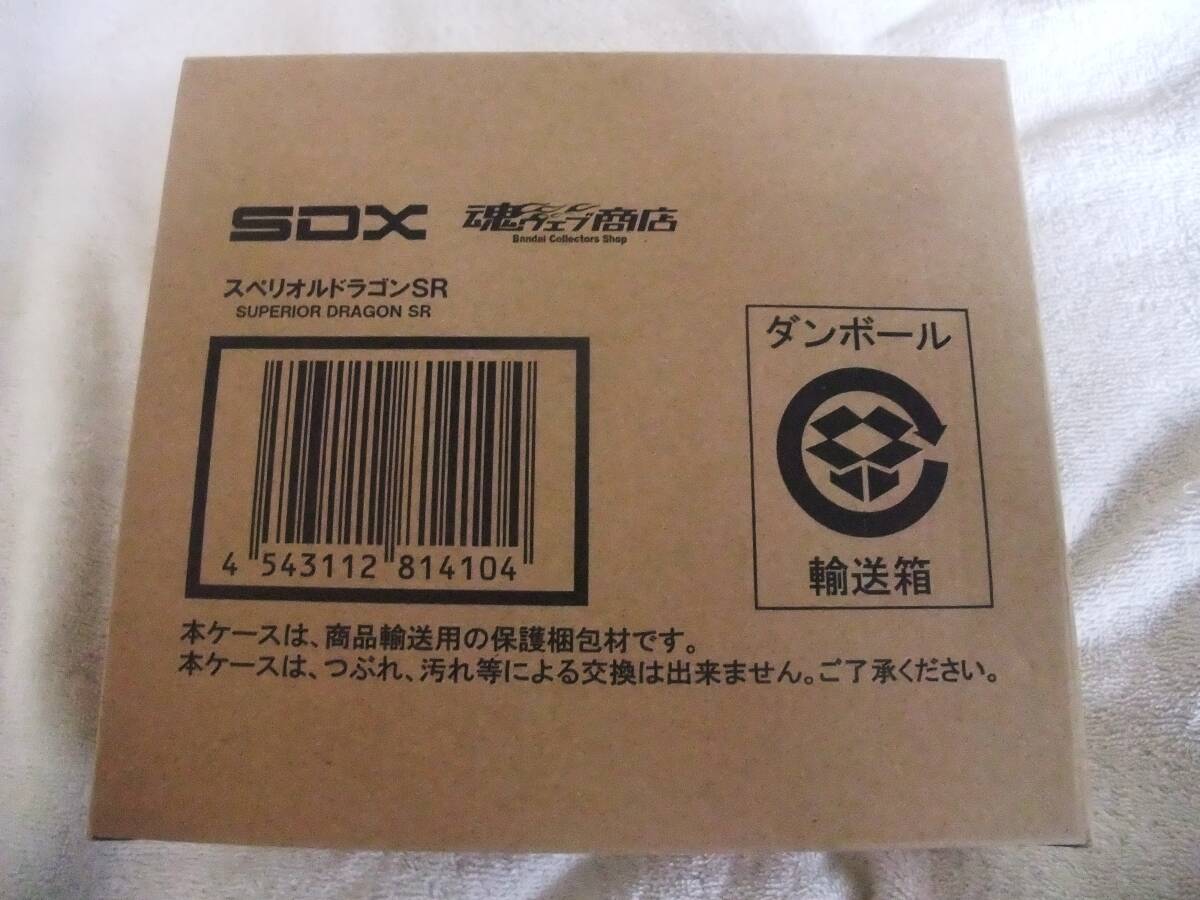 SDX
魂ウェブ商店
Bandai Collectors Shop
スペリオルドラゴンSR
SUPERIOR DRAGON SR
4 543112 814104
ダンボール
輸送箱
本ケースは、商品輸送用の保護梱包材です。
本ケースは、つぶれ、汚れ等による交換は出来ません。ご了承ください。